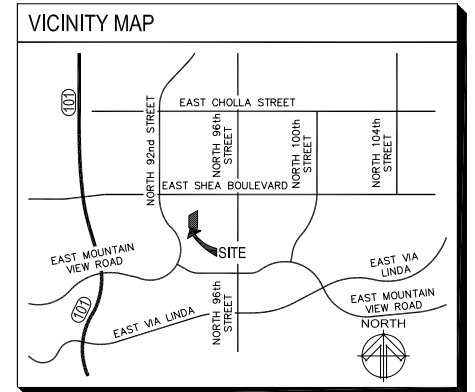 VICINITY MAP
101
EAST CHOLLA STREET
NORTH 92nd STREET
NORTH 96th
STREET
NORTH 100th
STREET
NORTH 104th
STREET
EAST SHEA BOULEVARD
SITE
EAST MOUNTAIN
VIEW ROAD
EAST VIA
LINDA
101
EAST VIA LINDA
NORTH 96th
STREET
EAST MOUNTAIN
VIEW ROAD
NORTH